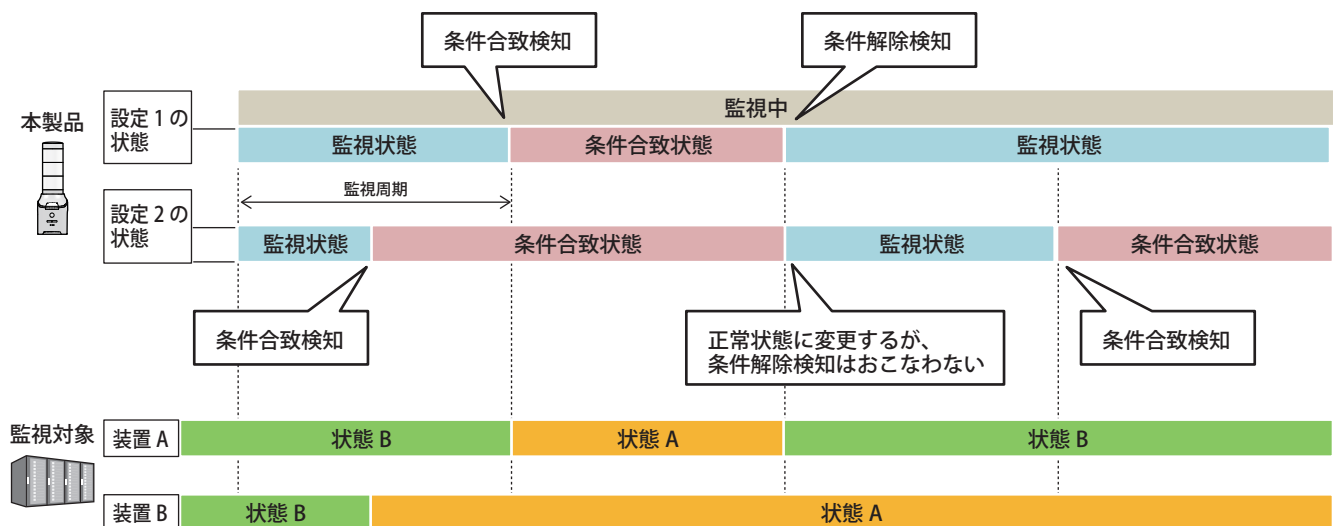 条件合致検知
条件解除検知
本製品
設定 1 の
状態
監視中
監視状態
条件合致状態
監視状態
監視周期
設定 2 の
状態
監視状態
条件合致状態
監視状態
条件合致状態
条件合致検知
正常状態に変更するが、
条件解除検知はおこなわない
条件合致検知
監視対象
装置 A
状態 B
状態 A
状態 B
装置 B
状態 B
状態 A